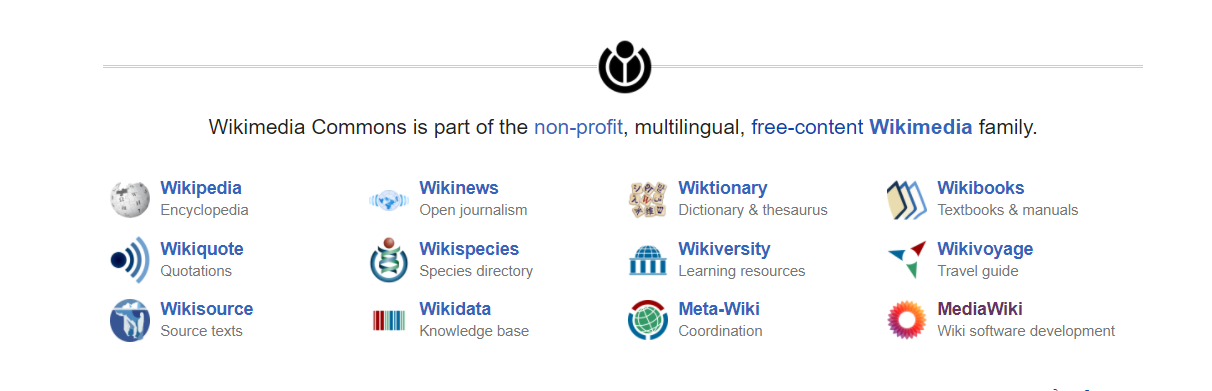 Wikimedia Commons is part of the non-profit, multilingual, free-content Wikimedia family.
Wikipedia
Encyclopedia
Wikinews
Open journalism
Wiktionary
Dictionary & thesaurus
Wikibooks
Textbooks & manuals
Wikiquote
Quotations
Wikispecies
Species directory
Wikiversity
Learning resources
Wikivoyage
Travel guide
Wikisource
Source texts
Wikidata
Knowledge base
Meta-Wiki
Coordination
MediaWiki
Wiki software development